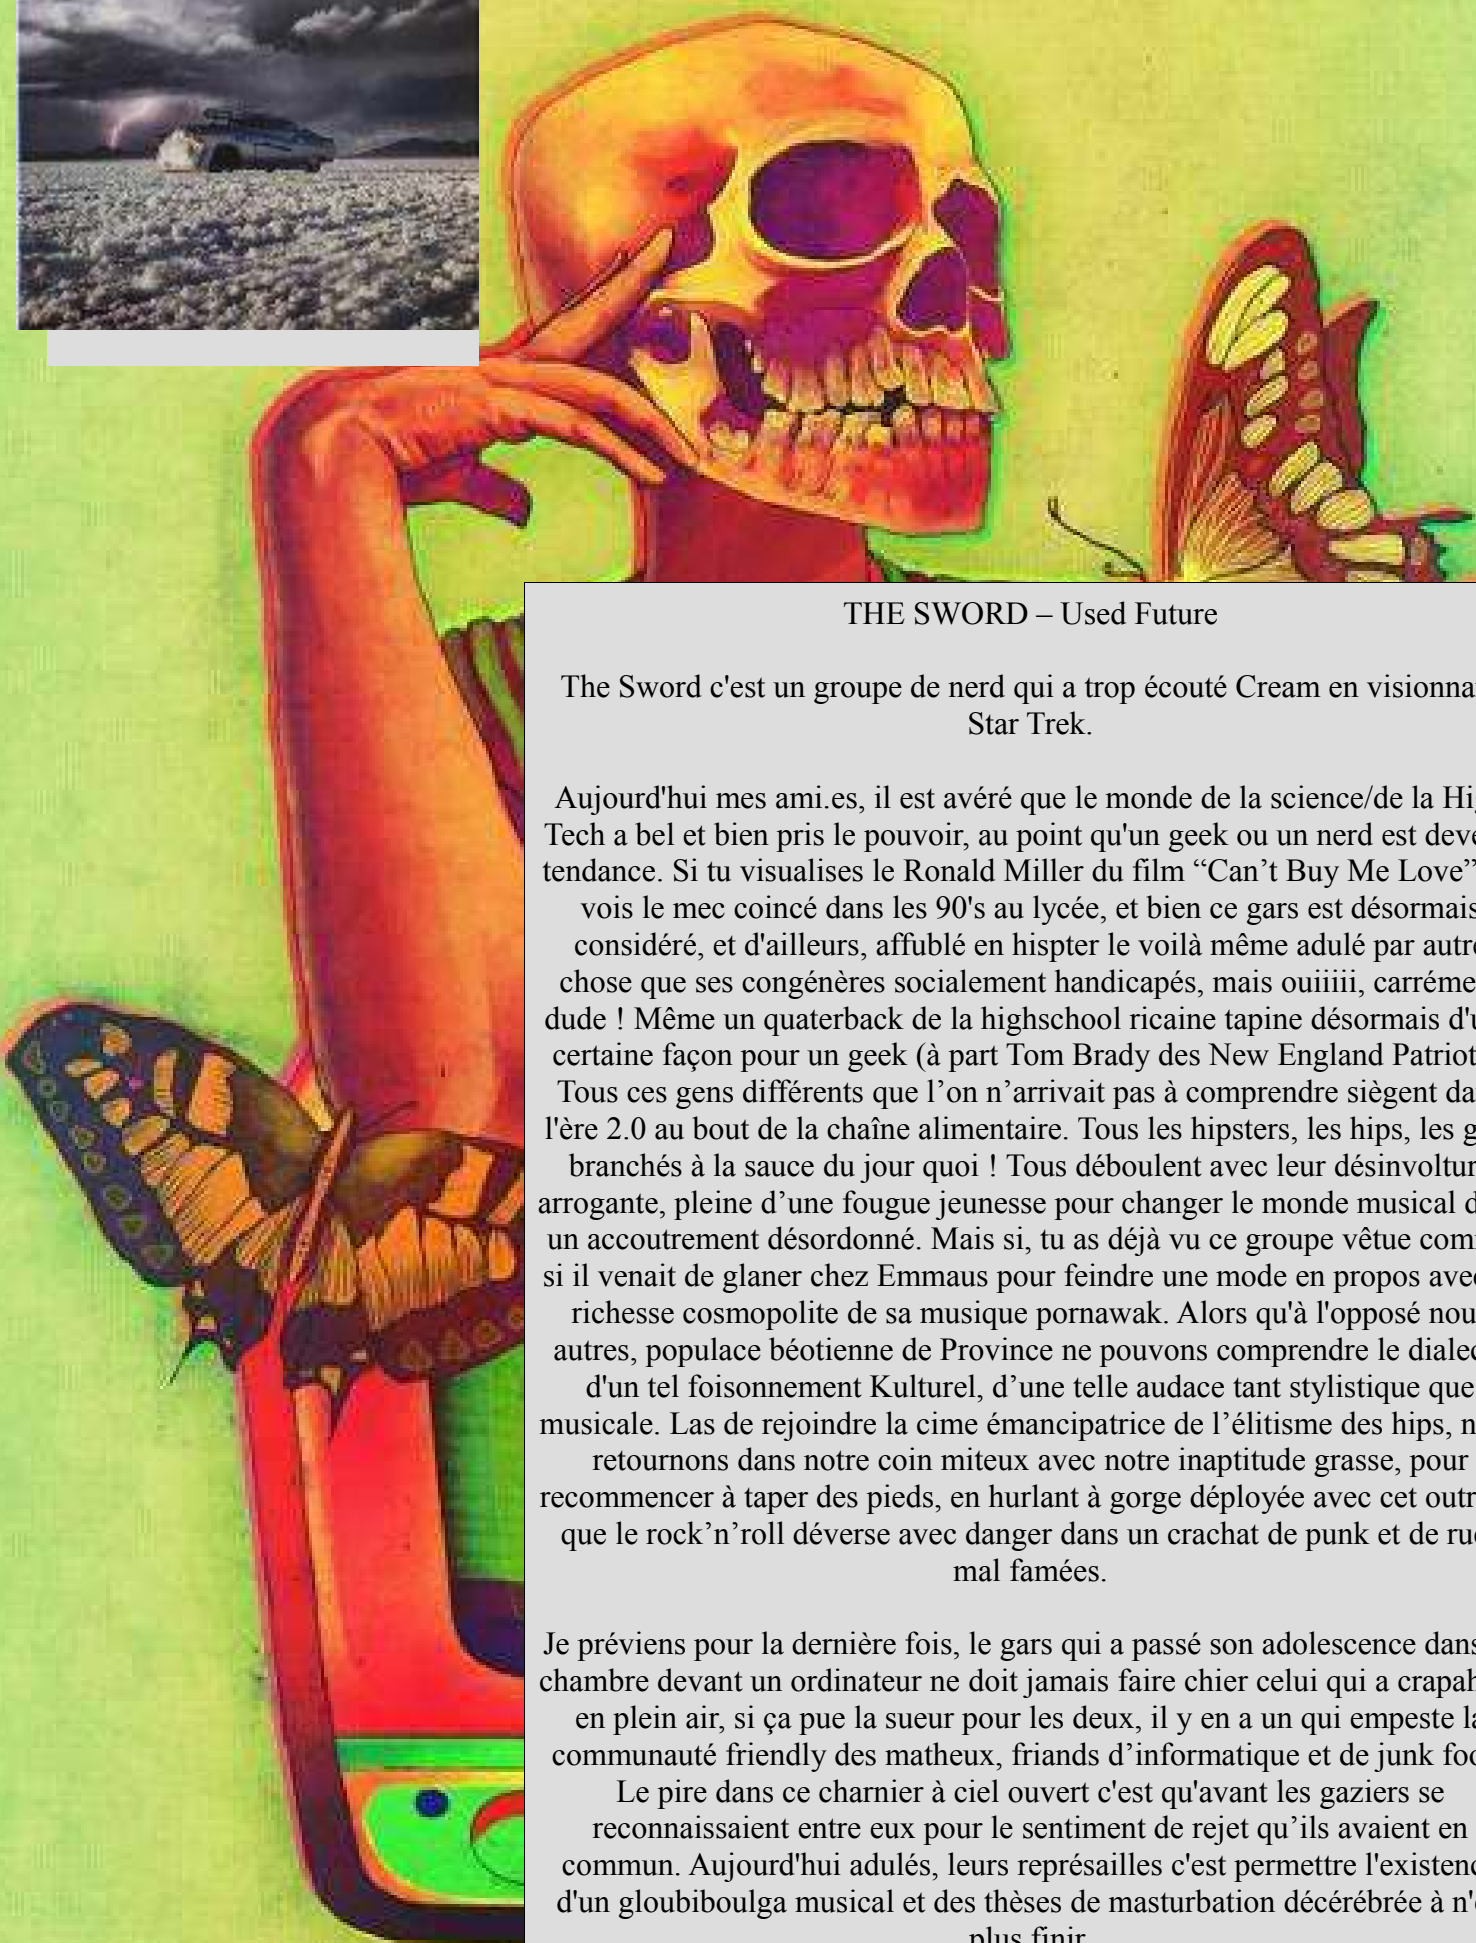 THE SWORD – Used Future
The Sword c'est un groupe de nerd qui a trop écouté Cream en
Star Trek.
Aujourd'hui mes ami.es, il est avéré que le monde de la science/de la
Tech a bel et bien pris le pouvoir, au point qu'un geek ou un nerd est
tendance. Si tu visualises le Ronald Miller du film “Can’t Buy Me Love”
vois le mec coincé dans les 90's au lycée, et bien ce gars est désormais
considéré, et d'ailleurs, affublé en hispter le voilà même adulé par
chose que ses congénères socialement handicapés, mais ouiiiii,
dude ! Même un quaterback de la highschool ricaine tapine désormais
certaine façon pour un geek (à part Tom Brady des New England
Tous ces gens différents que l’on n’arrivait pas à comprendre siègent
l'ère 2.0 au bout de la chaîne alimentaire. Tous les hipsters, les hips, les
branchés à la sauce du jour quoi ! Tous déboulent avec leur
arrogante, pleine d’une fougue jeunesse pour changer le monde musical
un accoutrement désordonné. Mais si, tu as déjà vu ce groupe vêtue
si il venait de glaner chez Emmaus pour feindre une mode en propos
richesse cosmopolite de sa musique pornawak. Alors qu'à l'opposé
autres, populace béotienne de Province ne pouvons comprendre le
d'un tel foisonnement Kulturel, d’une telle audace tant stylistique que
musicale. Las de rejoindre la cime émancipatrice de l’élitisme des hips,
retournons dans notre coin miteux avec notre inaptitude grasse, pour
recommencer à taper des pieds, en hurlant à gorge déployée avec cet
que le rock’n’roll déverse avec danger dans un crachat de punk et de
mal famées.
Je préviens pour la dernière fois, le gars qui a passé son adolescence dans
chambre devant un ordinateur ne doit jamais faire chier celui qui a
en plein air, si ça pue la sueur pour les deux, il y en a un qui empeste la
communauté friendly des matheux, friands d’informatique et de junk
Le pire dans ce charnier à ciel ouvert c'est qu'avant les gaziers se
reconnaissaient entre eux pour le sentiment de rejet qu’ils avaient en
commun. Aujourd'hui adulés, leurs représailles c'est permettre
d'un gloubiboulga musical et des thèses de masturbation décérébrée à
plus finir